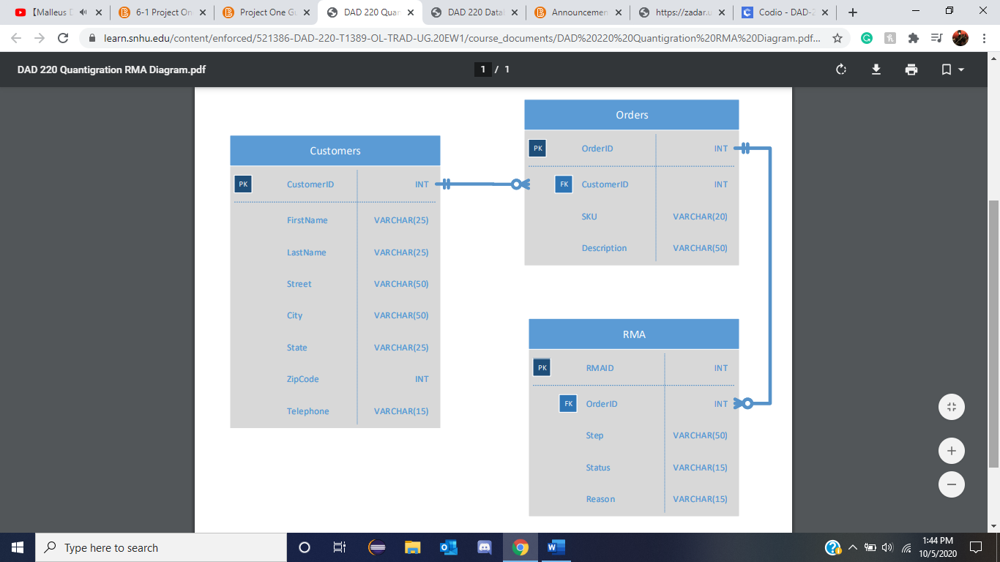 【Malleus D
6-1 Project On
Project One Gu
DAD 220 Quan
DAD 220 Datal
Announcemen
https://zadar.u
Codio - DAD-2
learn.snhu.edu/content/enforced/521386-DAD-220-T1389-OL-TRAD-UG.20EW1/course_documents/DAD%20220%20Quantigration%20RMA%20Diagram.pdf...
DAD 220 Quantigration RMA Diagram.pdf
1 / 1
Customers
PK CustomerID INT
FirstName VARCHAR(25)
LastName VARCHAR(25)
Street VARCHAR(50)
City VARCHAR(50)
State VARCHAR(25)
ZipCode INT
Telephone VARCHAR(15)
Orders
PK OrderID INT
FK CustomerID INT
SKU VARCHAR(20)
Description VARCHAR(50)
RMA
PK RMAID INT
FK OrderID INT
Step VARCHAR(50)
Status VARCHAR(15)
Reason VARCHAR(15)
Type here to search
1:44 PM
10/5/2020